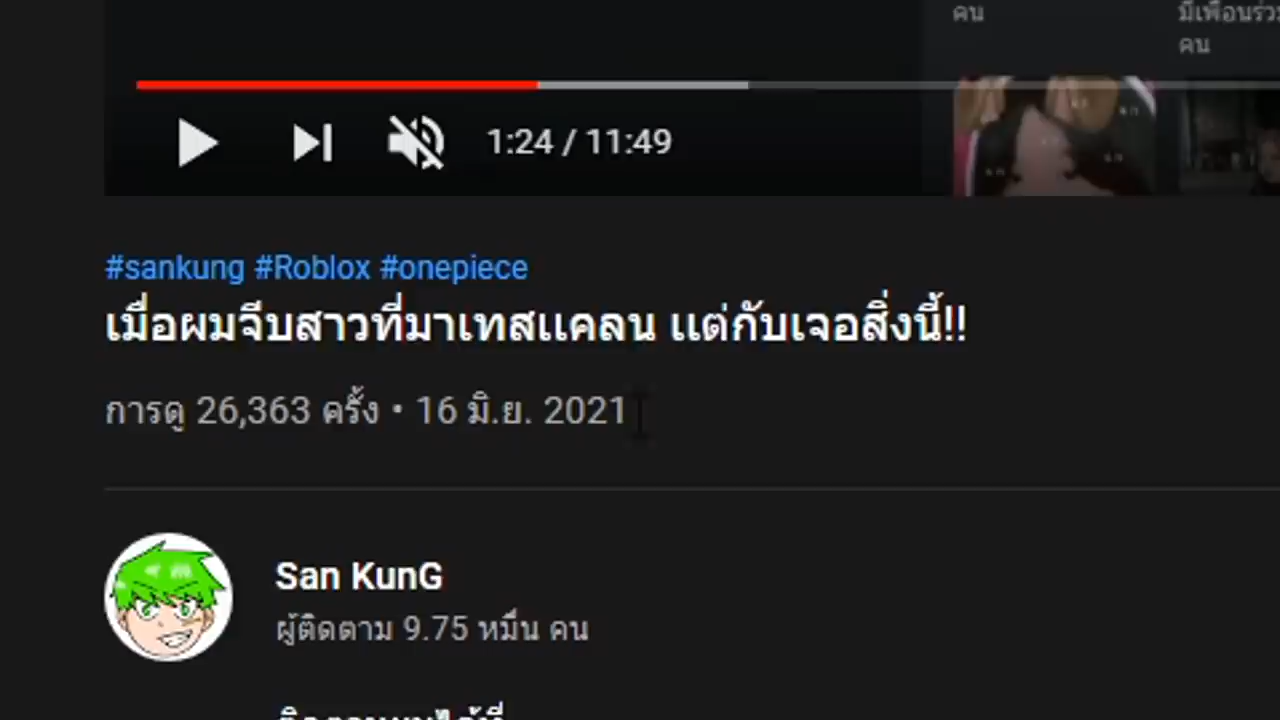 คน
มีเพื่อนร่ว
คน
1:24 / 11:49
#sankung #Roblox #onepiece
เมื่อผมจีบสาวที่มาเทสแคลน แต่กับเจอสิ่งนี้!!
การดู 26,363 ครั้ง • 16 มิ.ย. 2021
San KunG
ผู้ติดตาม 9.75 หมื่น คน